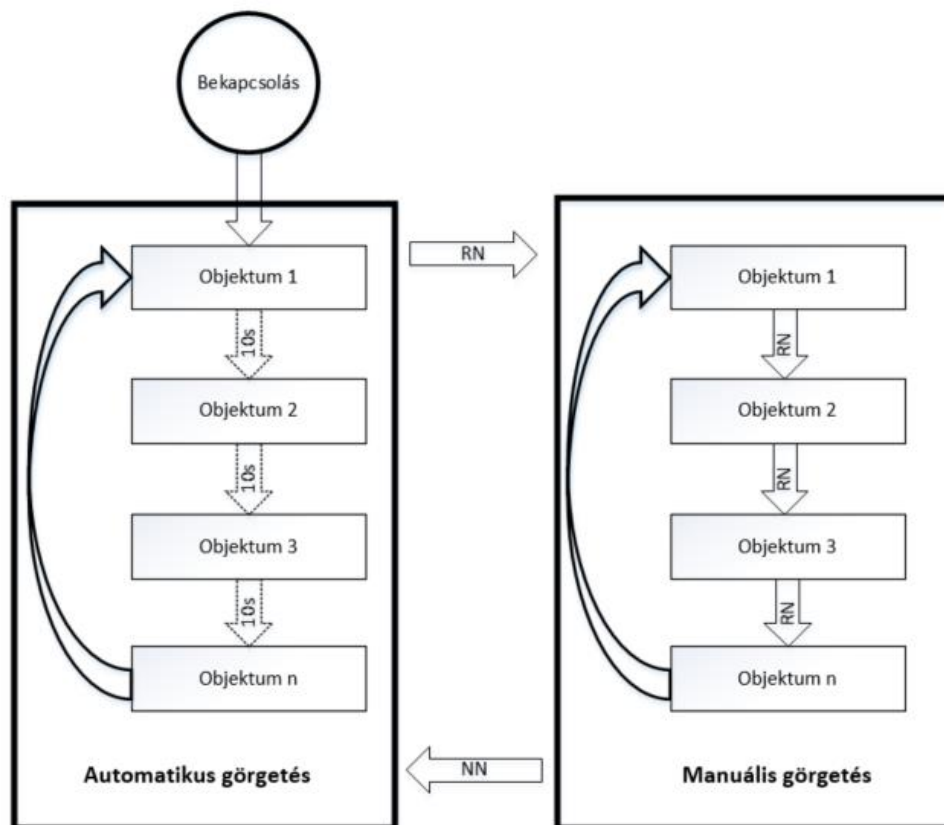 Bekapcsolás
Objektum 1
10s
Objektum 2
10s
Objektum 3
10s
Objektum n
Automatikus görgetés
RN
NN
Objektum 1
RN
Objektum 2
RN
Objektum 3
RN
Objektum n
Manuális görgetés